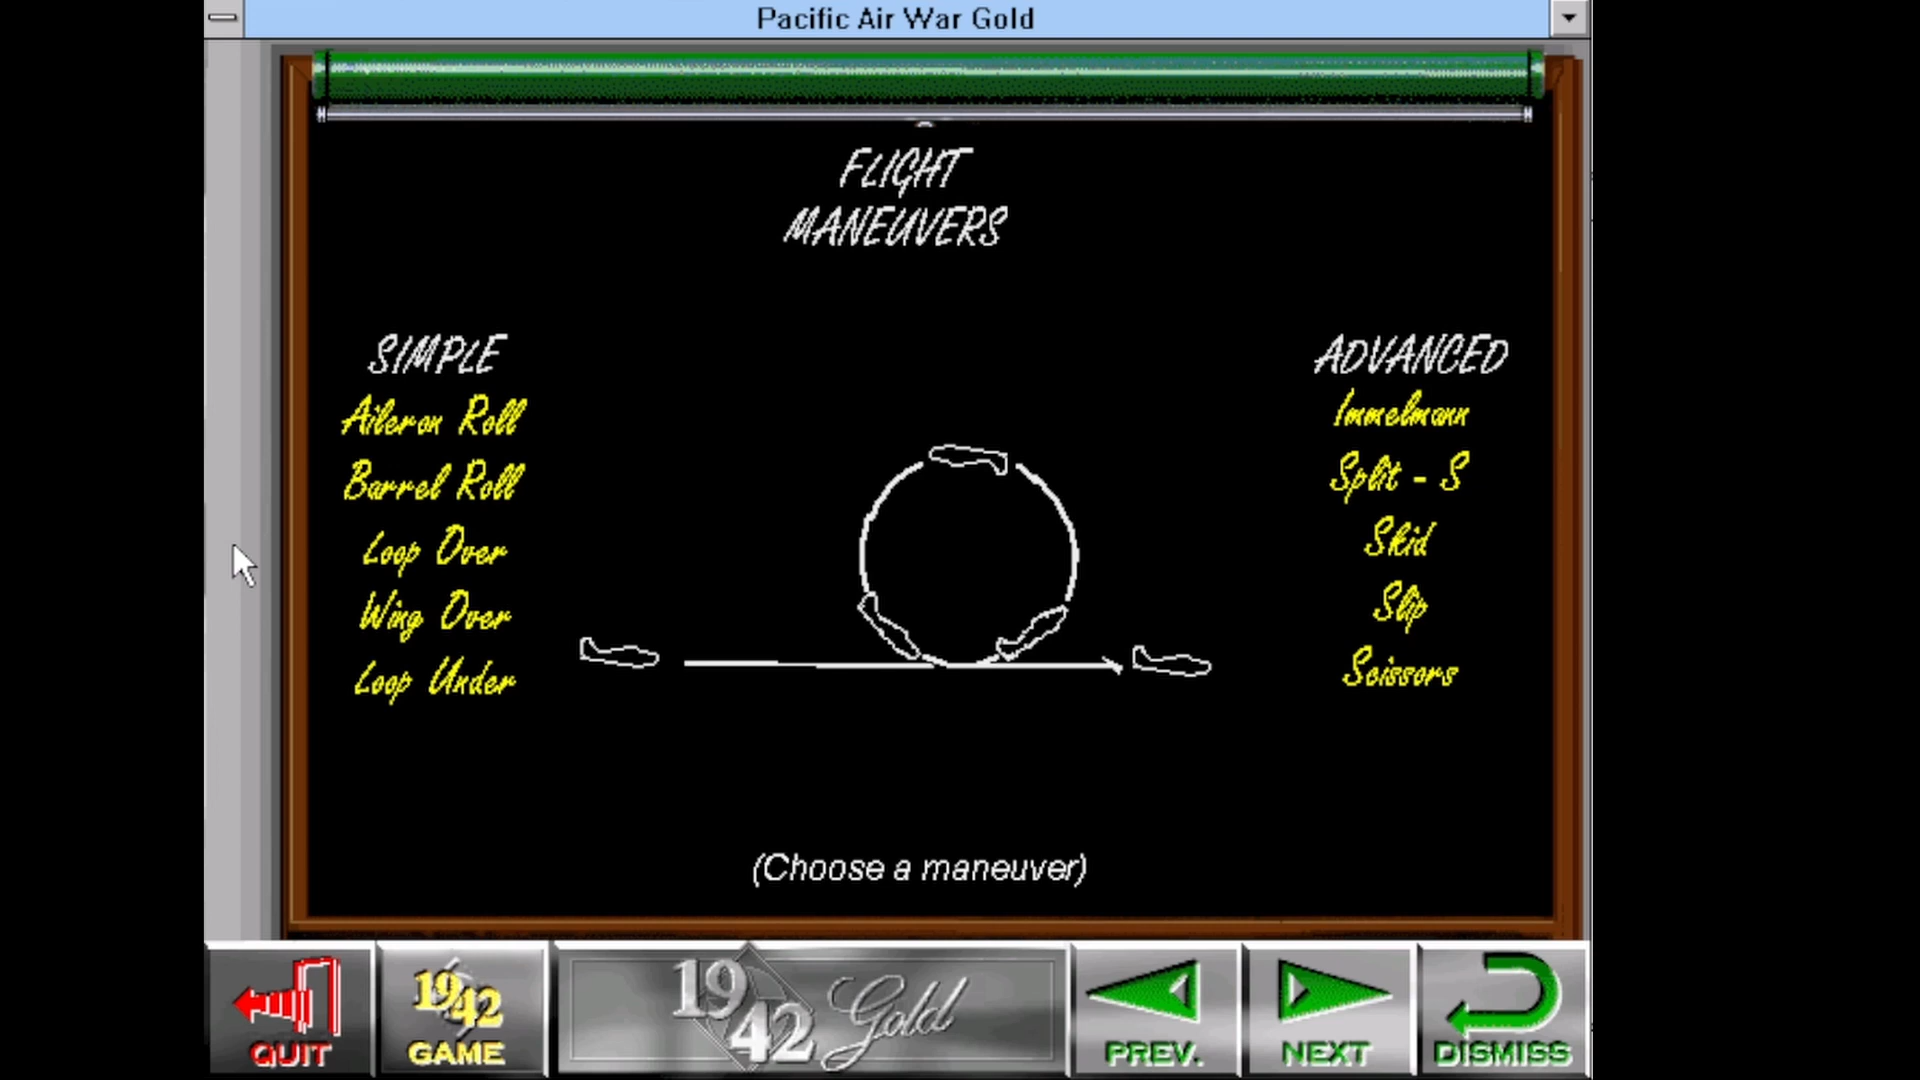 Pacific Air War Gold
FLIGHT
MANEUVERS
SIMPLE
Aileron Roll
Barrel Roll
Loop Over
Wing Over
Loop Under
ADVANCED
Immelmann
Split - S
Skid
Slip
Scissors
(Choose a maneuver)
QUIT
1942
GAME
1942 Gold
PREV.
NEXT
DISMISS